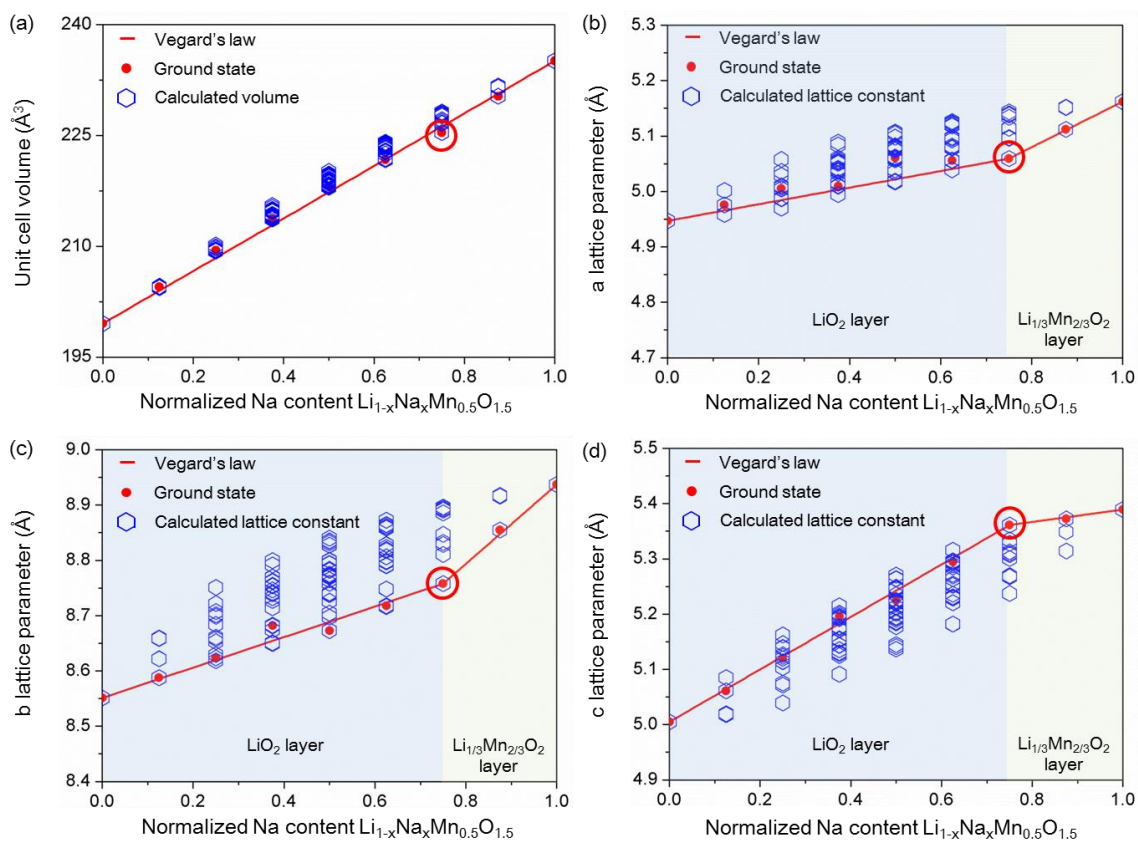 (a)
Vegard's law
Ground state
Calculated volume
Unit cell volume (Å³)
240
225
210
195
0.0 0.2 0.4 0.6 0.8 1.0
Normalized Na content Li₁₋ₓNaₓMn₀.₅O₁.₅
(b)
Vegard's law
Ground state
Calculated lattice constant
a lattice parameter (Å)
5.3
5.2
5.1
5.0
4.9
4.8
4.7
LiO₂ layer
Li₁/₃Mn₂/₃O₂
layer
0.0 0.2 0.4 0.6 0.8 1.0
Normalized Na content Li₁₋ₓNaₓMn₀.₅O₁.₅
(c)
Vegard's law
Ground state
Calculated lattice constant
b lattice parameter (Å)
9.0
8.9
8.8
8.7
8.6
8.5
8.4
LiO₂ layer
Li₁/₃Mn₂/₃O₂
layer
0.0 0.2 0.4 0.6 0.8 1.0
Normalized Na content Li₁₋ₓNaₓMn₀.₅O₁.₅
(d)
Vegard's law
Ground state
Calculated lattice constant
c lattice parameter (Å)
5.5
5.4
5.3
5.2
5.1
5.0
4.9
LiO₂ layer
Li₁/₃Mn₂/₃O₂
layer
0.0 0.2 0.4 0.6 0.8 1.0
Normalized Na content Li₁₋ₓNaₓMn₀.₅O₁.₅